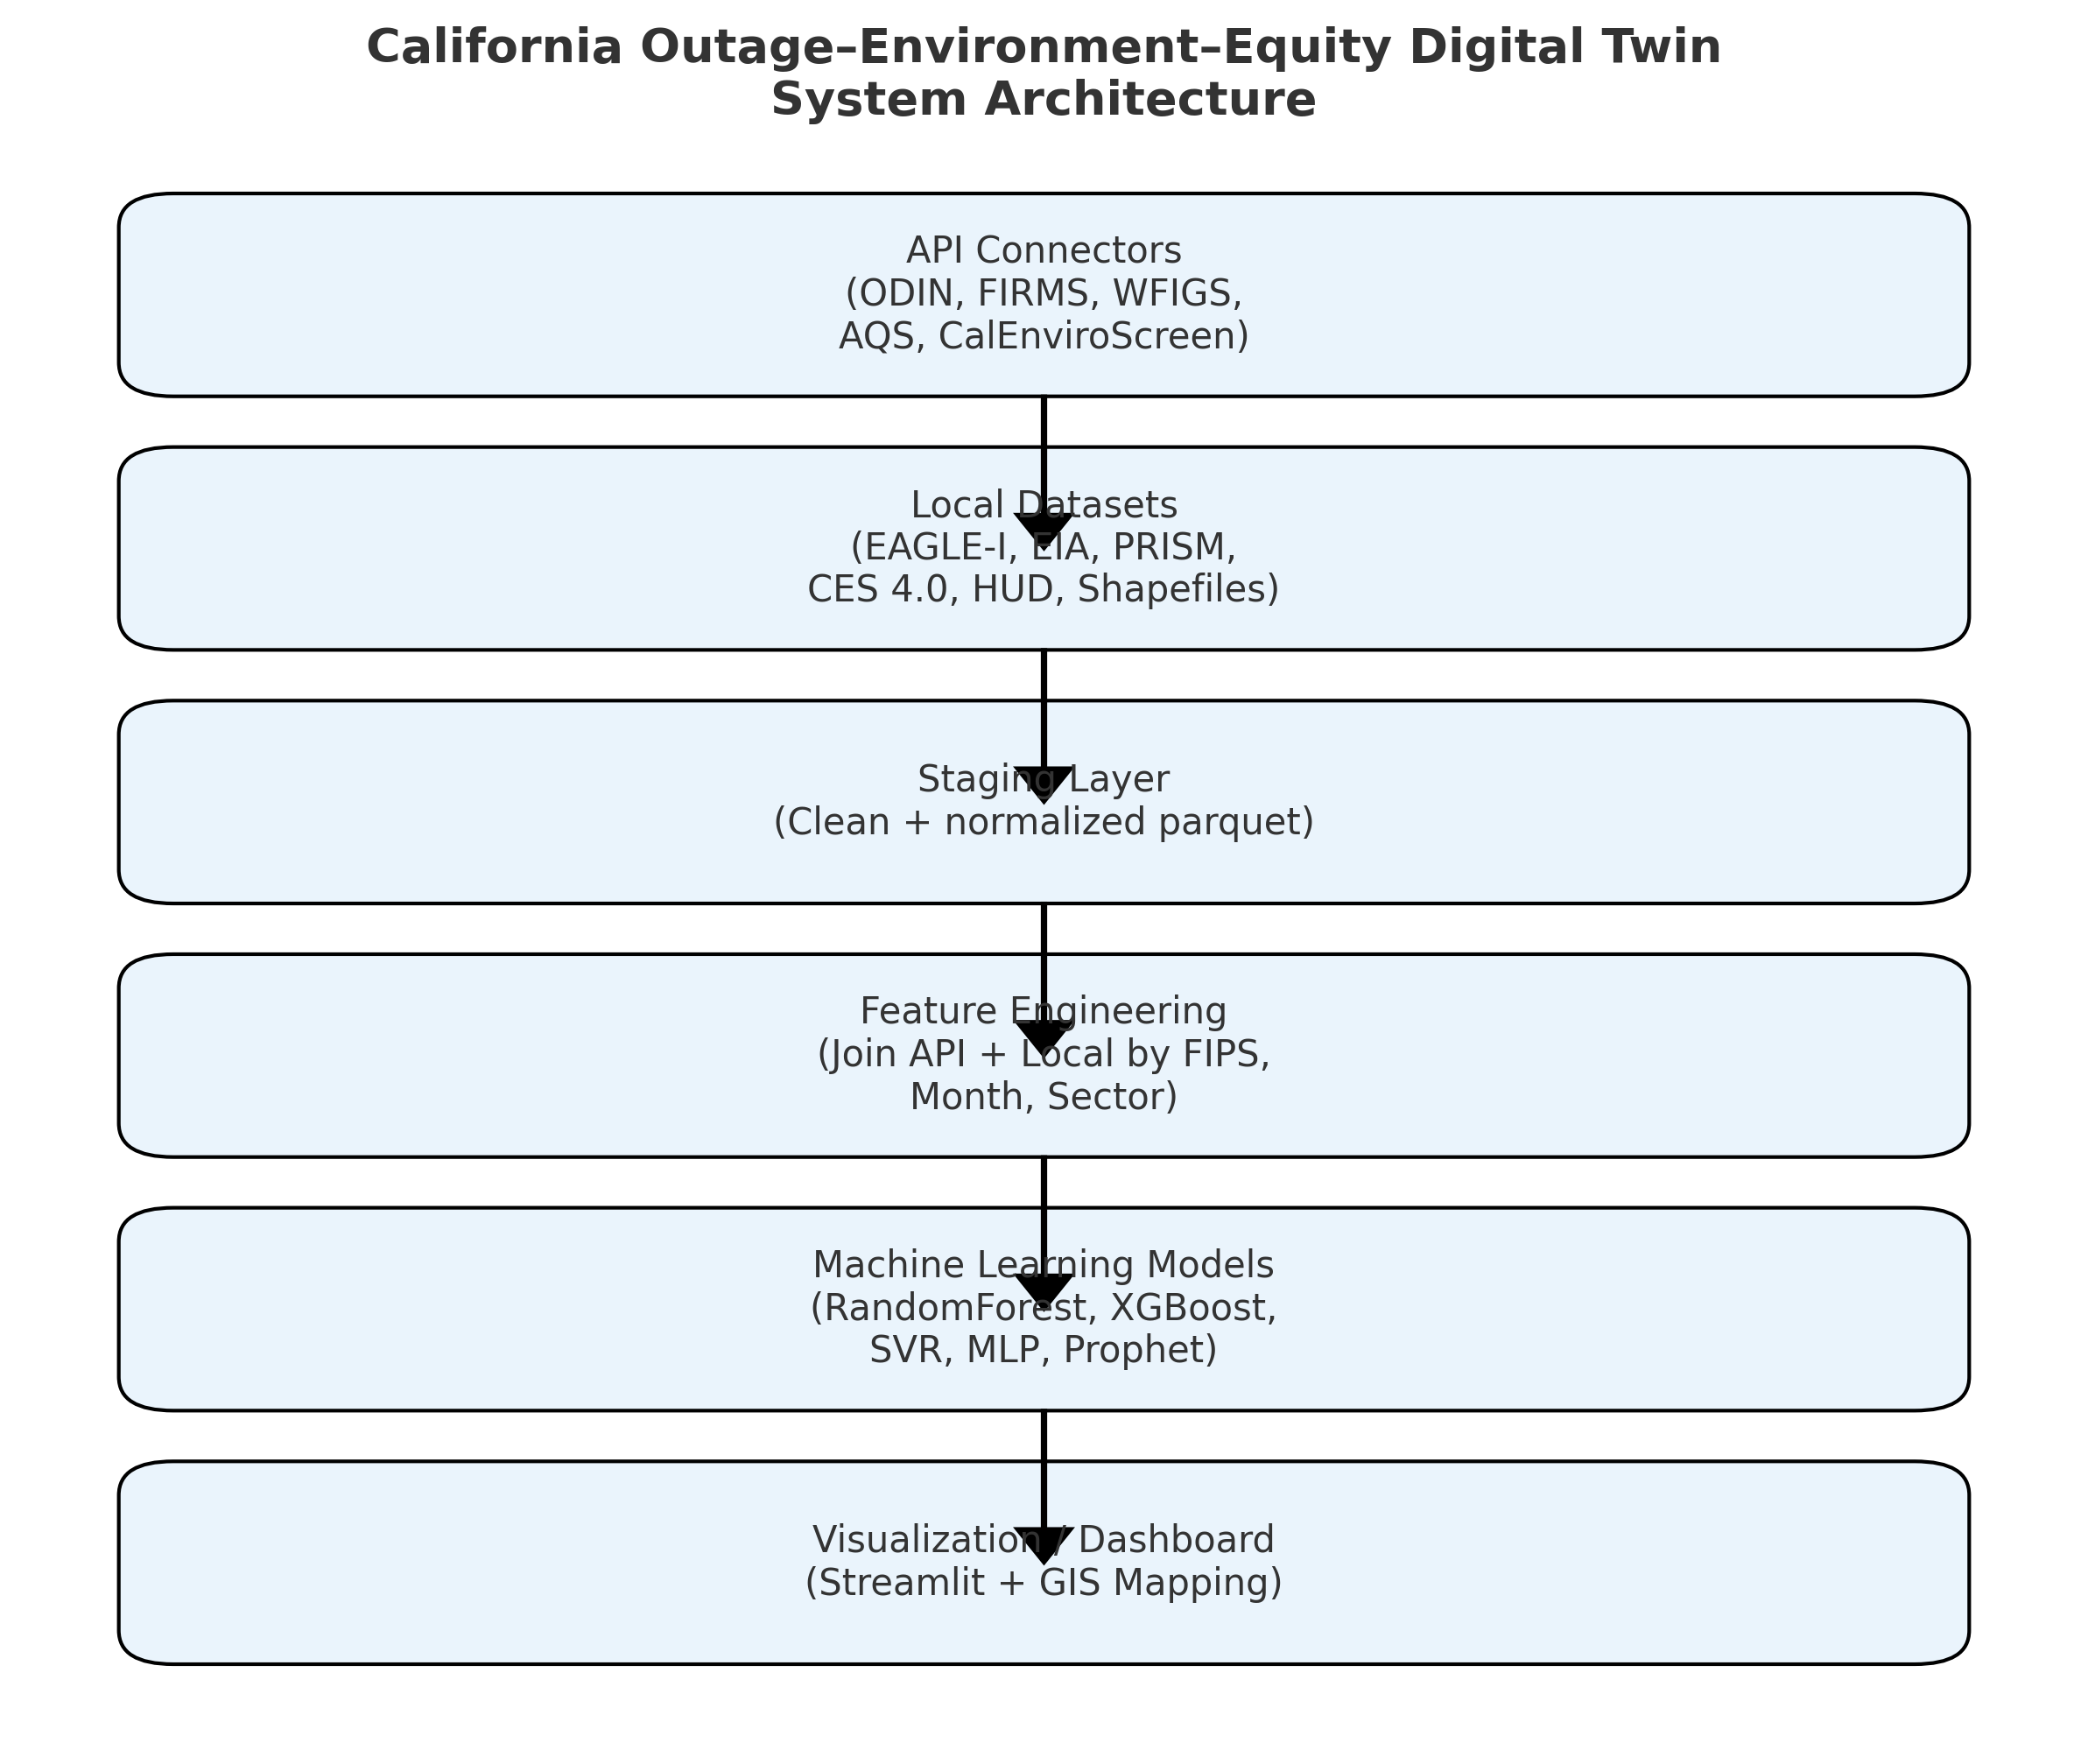 California Outage–Environment–Equity Digital Twin
System Architecture
API Connectors
(ODIN, FIRMS, WFIGS,
AQS, CalEnviroScreen)
Local Datasets
(EAGLE-I, EIA, PRISM,
CES 4.0, HUD, Shapefiles)
Staging Layer
(Clean + normalized parquet)
Feature Engineering
(Join API + Local by FIPS,
Month, Sector)
Machine Learning Models
(RandomForest, XGBoost,
SVR, MLP, Prophet)
Visualization / Dashboard
(Streamlit + GIS Mapping)